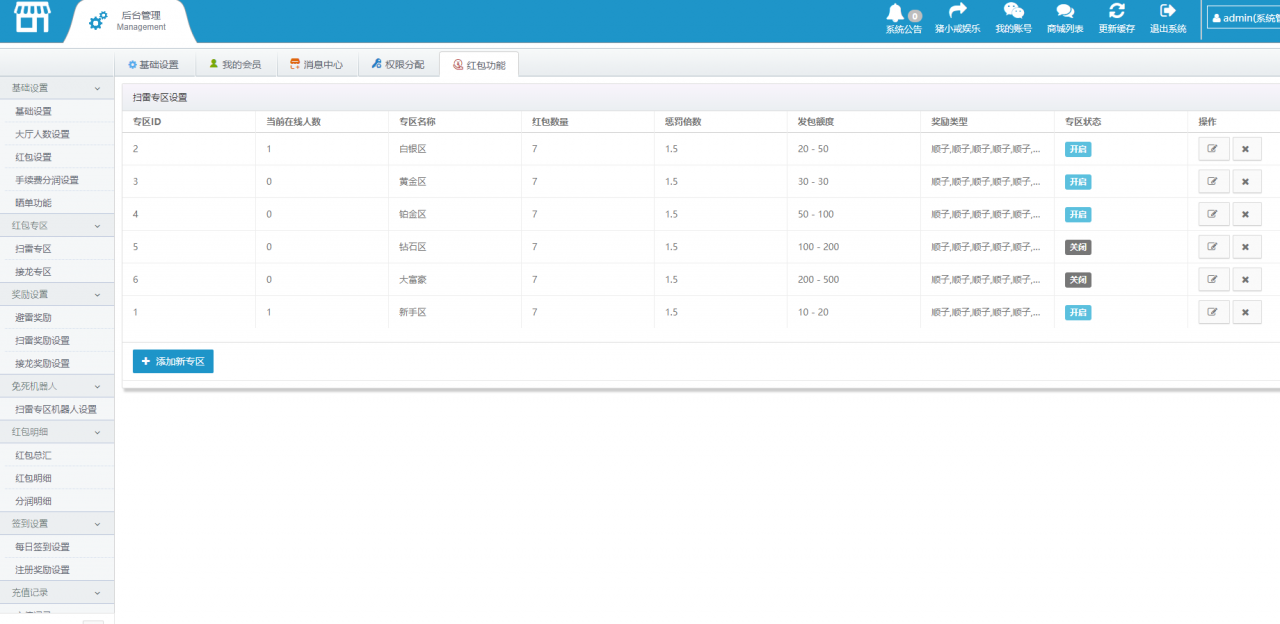 后台管理
Management
0
系统公告
猪小戒娱乐
我的账号
商城列表
更新缓存
退出系统
admin(系统管
基础设置
我的会员
消息中心
权限分配
红包功能
基础设置
基础设置
大厅人数设置
红包设置
手续费分润设置
晒单功能
红包专区
扫雷专区
接龙专区
奖励设置
避雷奖励
扫雷奖励设置
接龙奖励设置
免死机器人
扫雷专区机器人设置
红包明细
红包总汇
红包明细
分润明细
签到设置
每日签到设置
注册奖励设置
充值记录
扫雷专区设置
专区ID 当前在线人数 专区名称 红包数量 惩罚倍数 发包额度 奖励类型 专区状态 操作
2 1 白银区 7 1.5 20 - 50 顺子,顺子,顺子,顺子,顺子,... 开启
3 0 黄金区 7 1.5 30 - 30 顺子,顺子,顺子,顺子,顺子,... 开启
4 0 铂金区 7 1.5 50 - 100 顺子,顺子,顺子,顺子,顺子,... 开启
5 0 钻石区 7 1.5 100 - 200 顺子,顺子,顺子,顺子,顺子,... 关闭
6 0 大富豪 7 1.5 200 - 500 顺子,顺子,顺子,顺子,顺子,... 关闭
1 1 新手区 7 1.5 10 - 20 顺子,顺子,顺子,顺子,顺子,... 开启
添加新专区